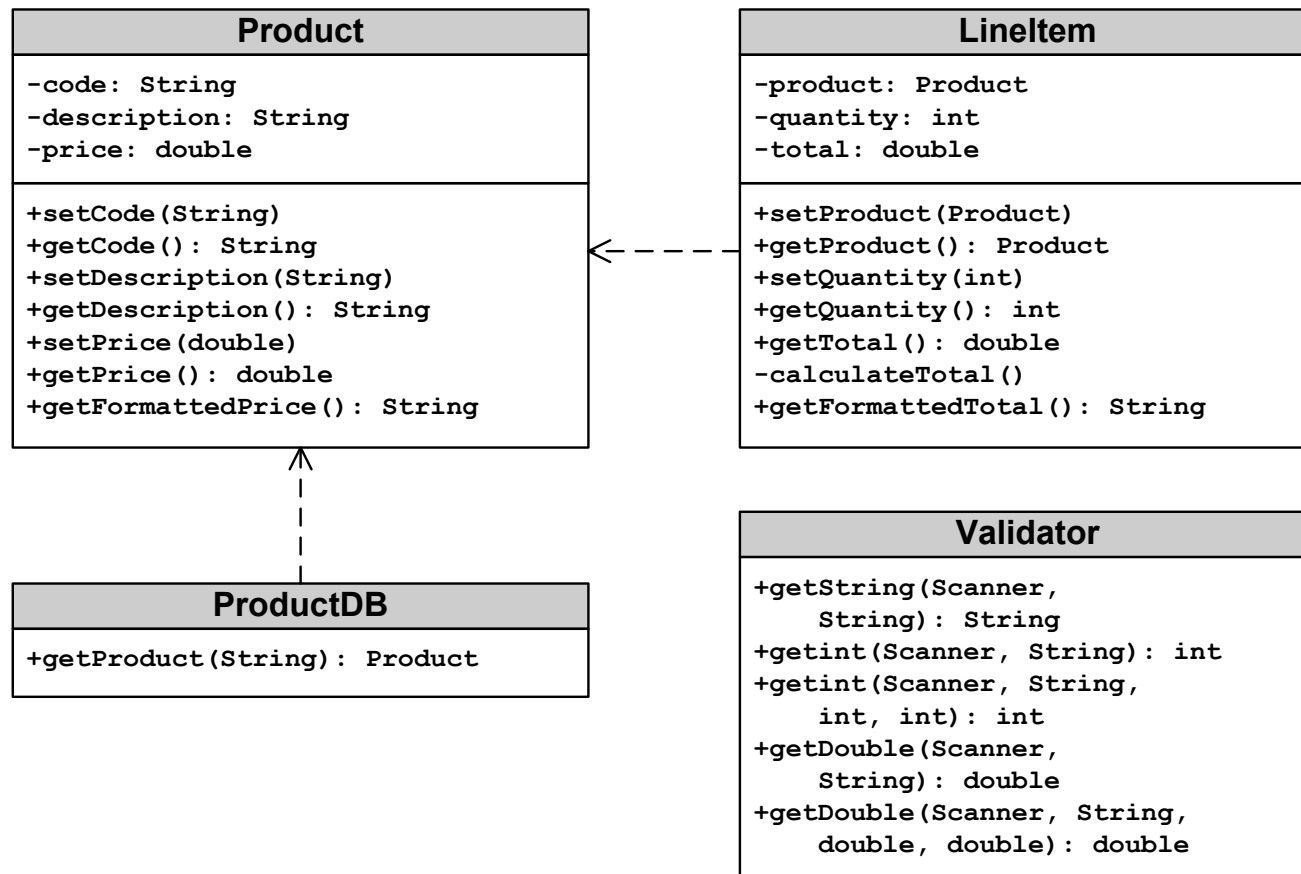 Product
-code: String
-description: String
-price: double
+setCode(String)
+getCode(): String
+setDescription(String)
+getDescription(): String
+setPrice(double)
+getPrice(): double
+getFormattedPrice(): String
LineItem
-product: Product
-quantity: int
-total: double
+setProduct(Product)
+getProduct(): Product
+setQuantity(int)
+getQuantity(): int
+getTotal(): double
-calculateTotal()
+getFormattedTotal(): String
ProductDB
+getProduct(String): Product
Validator
+getString(Scanner,
String): String
+getint(Scanner, String): int
+getint(Scanner, String,
int, int): int
+getDouble(Scanner,
String): double
+getDouble(Scanner, String,
double, double): double